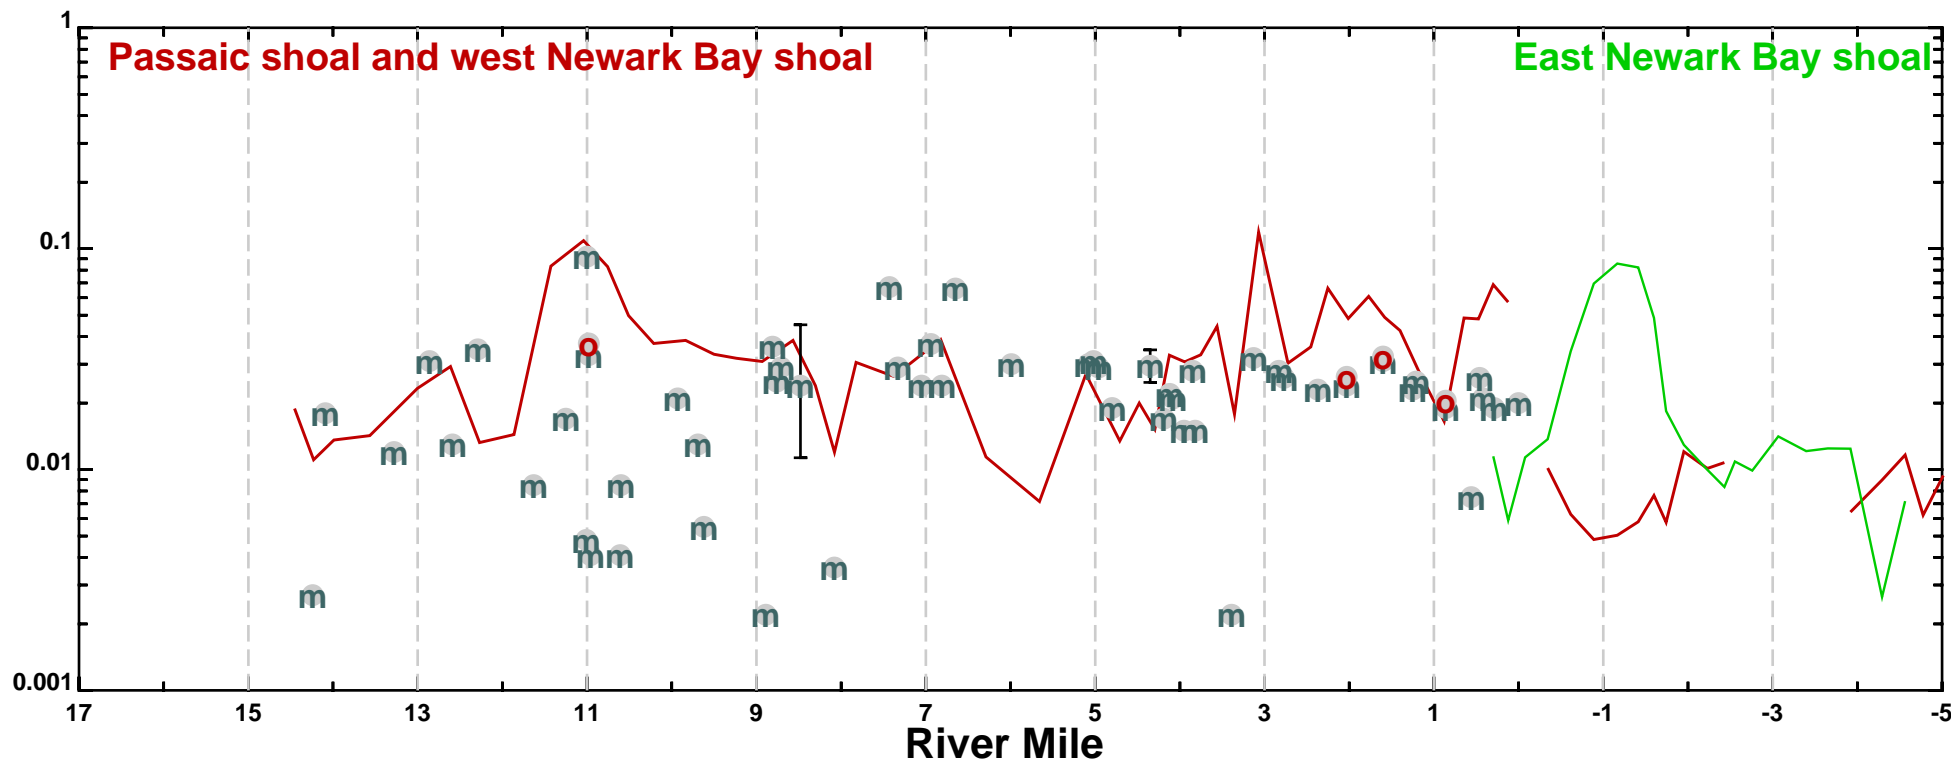 1
Passaic shoal and west Newark Bay shoal East Newark Bay shoal
0.1
m m m m m m m m m m m m m m m m m m m m m m m m m m m m m m m m m m m m m m m m m m m m m m m m m m m m m
o o o o
0.01
0.001
17 15 13 11 9 7 5 3 1 -1 -3 -5
River Mile